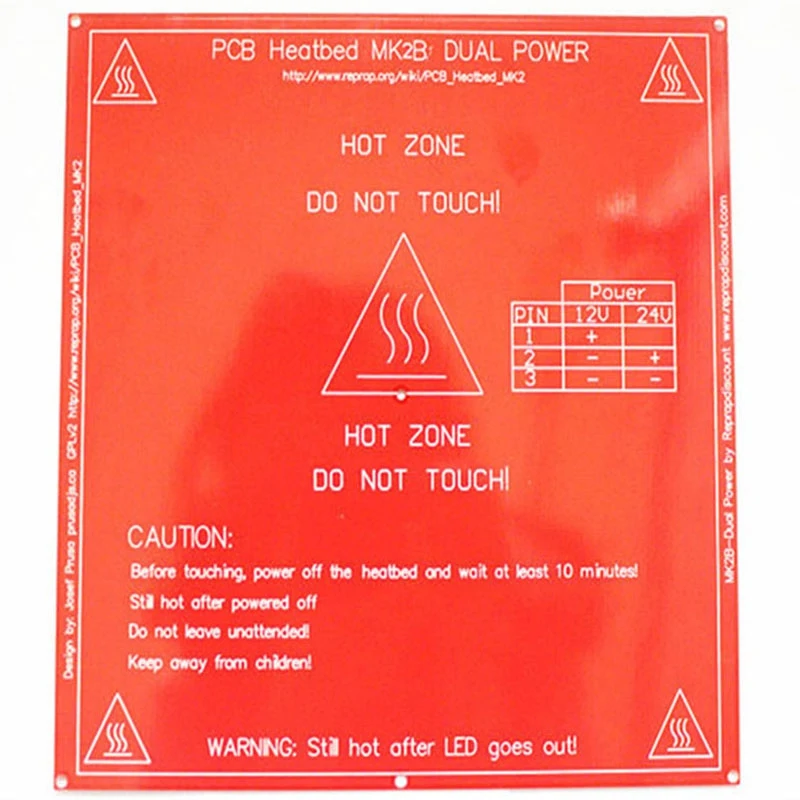 PCB Heatbed MK2B DUAL POWER
http://www.reprap.org/wiki/PCB_Heatbed_MK2
HOT ZONE
DO NOT TOUCH!
Power
PIN 12V 24V
1 +
2 - +
3 - -
HOT ZONE
DO NOT TOUCH!
CAUTION:
Before touching, power off the heatbed and wait at least 10 minutes!
Still hot after powered off
Do not leave unattended!
Keep away from children!
WARNING: Still hot after LED goes out!
Design by: Josef Prusa prusadjs.co GPLv2 http://www.reprap.org/wiki/PCB_Heatbed_MK2
MK2B-Dual Power by Reprapdiscount www.reprapdiscount.com